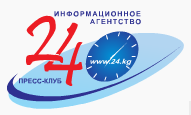 ИНФОРМАЦИОННОЕ
АГЕНТСТВО
24
www.24.kg
ПРЕСС-КЛУБ